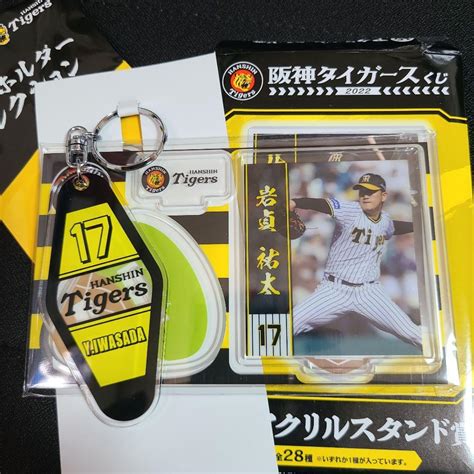 Tigers
ホルダー
レクション
HANSHIN
Tigers
阪神タイガースくじ
2022
HANSHIN
Tigers
17
HANSHIN
Tigers
Y.IWASADA
岩貞 祐太
17
アクリルスタンド賞
全28種
※いずれか1種が入っています。